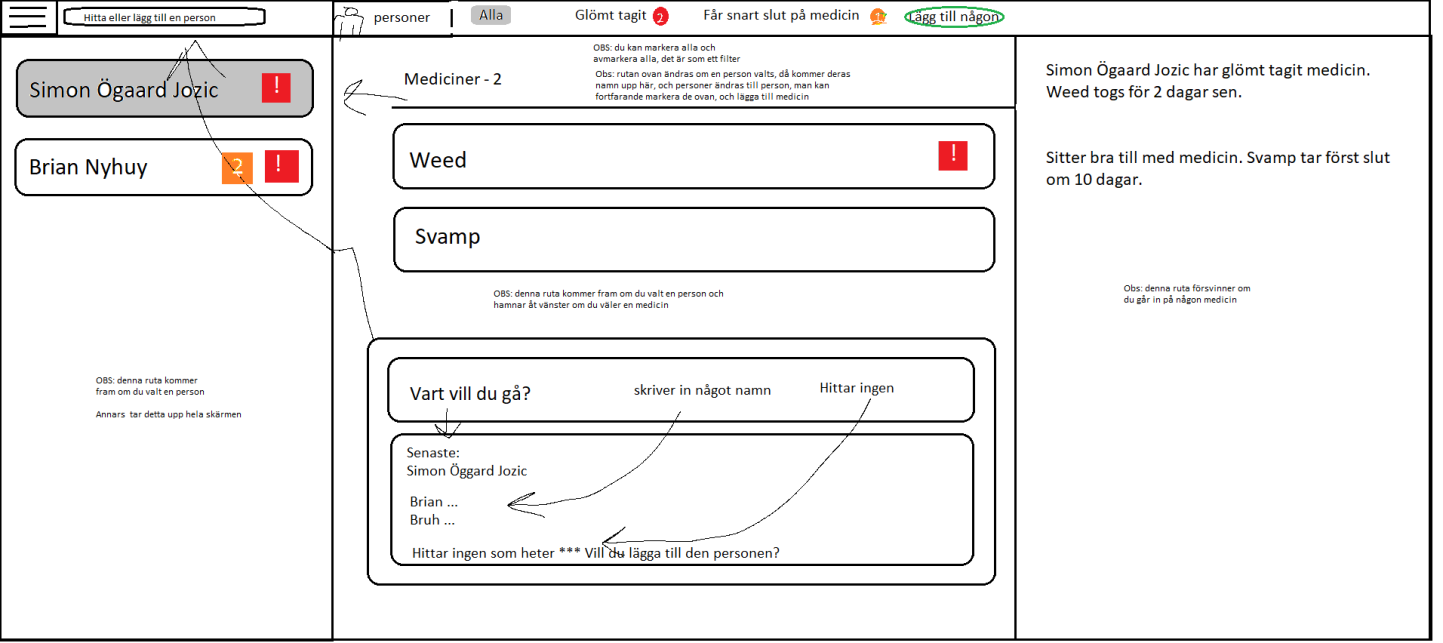 Hitta eller lägg till en person
personer
Alla
Glömt tagit 2
Får snart slut på medicin 1
Lägg till någon
Simon Ögaard Jozic !
Brian Nyhuy 2 !
OBS: denna ruta kommer
fram om du valt en person
Annars tar detta upp hela skärmen
Mediciner - 2
OBS: du kan markera alla och
avmarkera alla, det är som ett filter
Obs: rutan ovan ändras om en person valts, då kommer deras
namn upp här, och personer ändras till person, man kan
fortfarande markera de ovan, och lägga till medicin
Weed !
Svamp
OBS: denna ruta kommer fram om du valt en person och
hamnar åt vänster om du väler en medicin
Vart vill du gå?
skriver in något namn
Hittar ingen
Senaste:
Simon Öggard Jozic
Brian ...
Bruh ...
Hittar ingen som heter *** Vill du lägga till den personen?
Simon Ögaard Jozic har glömt tagit medicin.
Weed togs för 2 dagar sen.
Sitter bra till med medicin. Svamp tar först slut
om 10 dagar.
Obs: denna ruta försvinner om
du går in på någon medicin